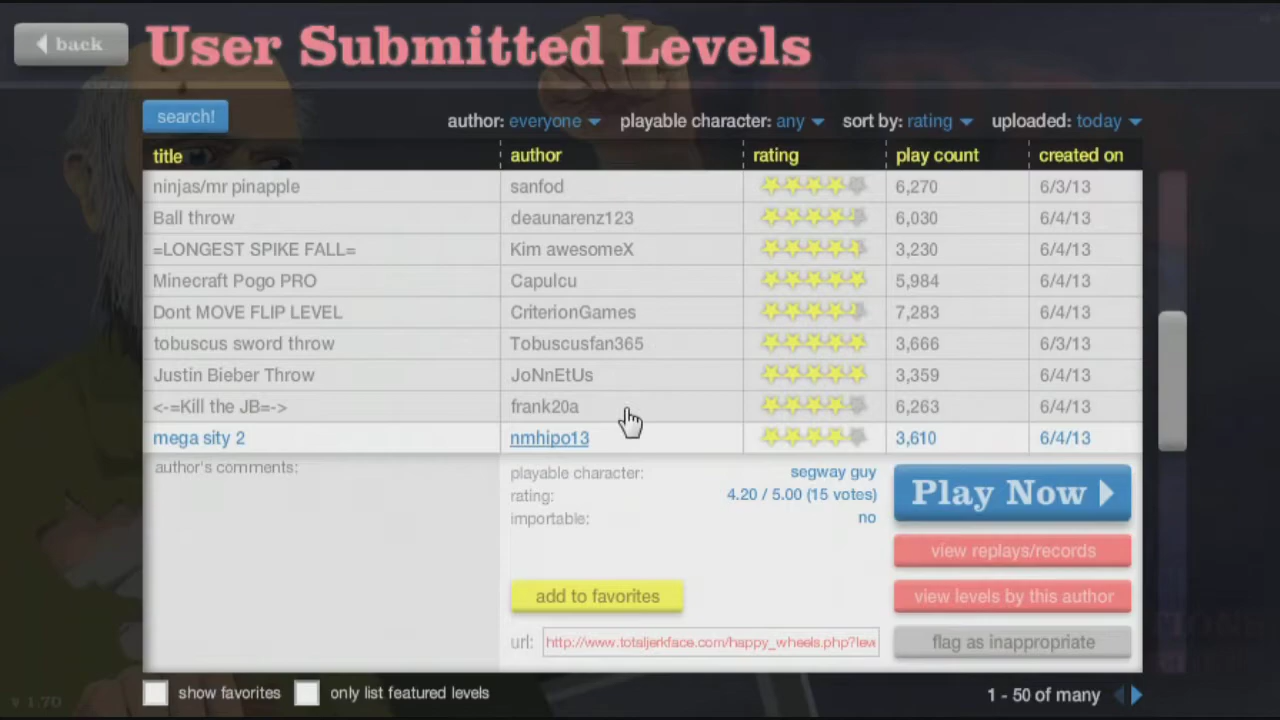 back
User Submitted Levels
search!
author: everyone playable character: any sort by: rating uploaded: today
title author rating play count created on
ninjas/mr pinapple sanfod 6,270 6/3/13
Ball throw deaunarenz123 6,030 6/4/13
=LONGEST SPIKE FALL= Kim awesomeX 3,230 6/4/13
Minecraft Pogo PRO Capulcu 5,984 6/4/13
Dont MOVE FLIP LEVEL CriterionGames 7,283 6/4/13
tobuscus sword throw Tobuscusfan365 3,666 6/3/13
Justin Bieber Throw JoNnEtUs 3,359 6/4/13
<-=Kill the JB=-> frank20a 6,263 6/4/13
mega sity 2 nmhipo13 3,610 6/4/13
author's comments:
playable character: segway guy
rating: 4.20 / 5.00 (15 votes)
importable: no
Play Now
view replays/records
add to favorites
view levels by this author
url: http://www.totaljerkface.com/happy_wheels.php?lev
flag as inappropriate
show favorites only list featured levels 1 - 50 of many
v 1.70